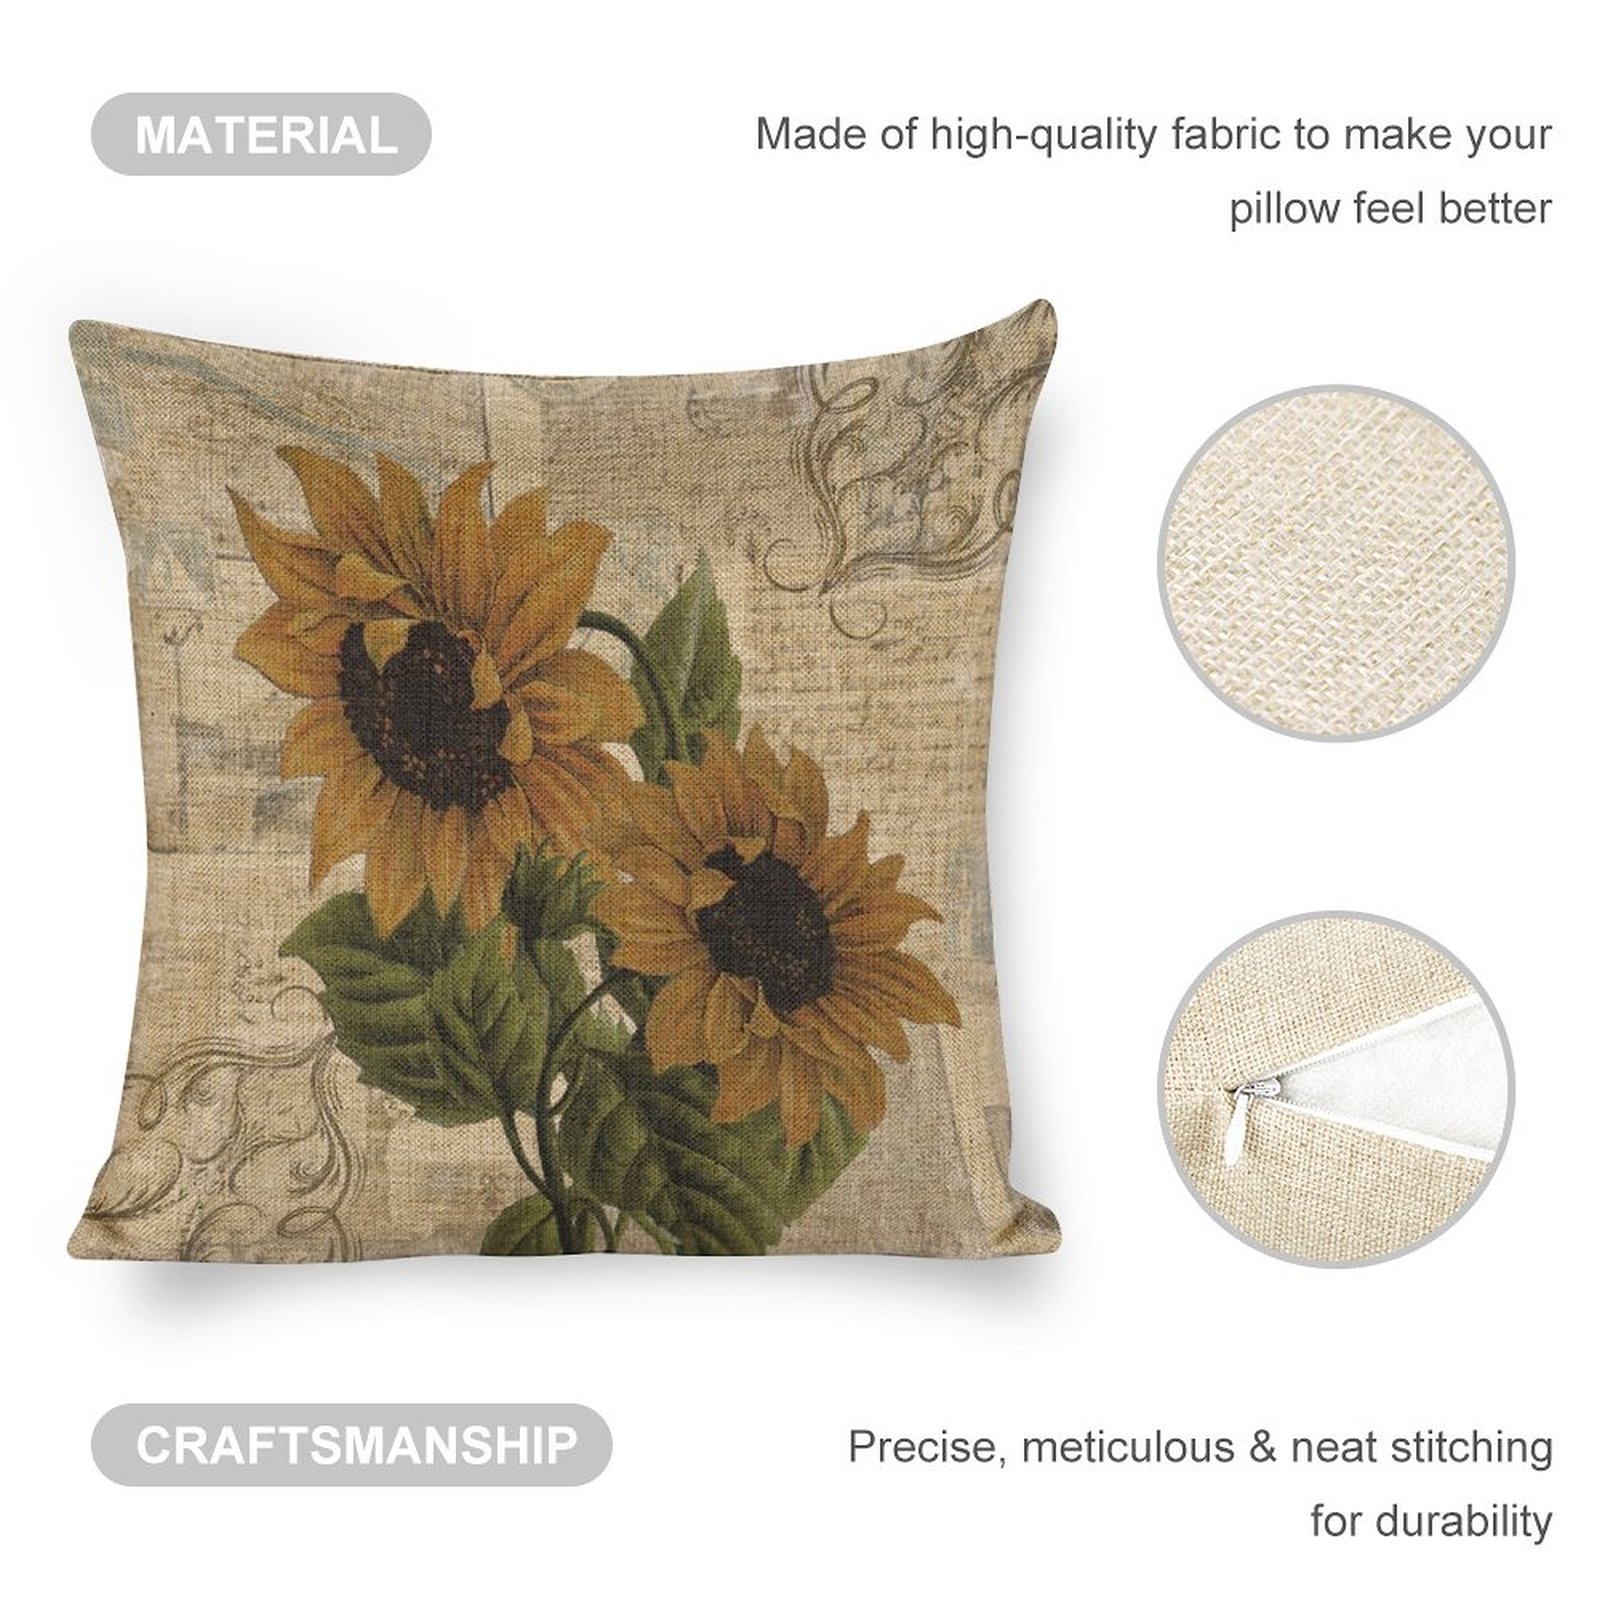 MATERIAL
Made of high-quality fabric to make your
pillow feel better
CRAFTSMANSHIP
Precise, meticulous & neat stitching
for durability